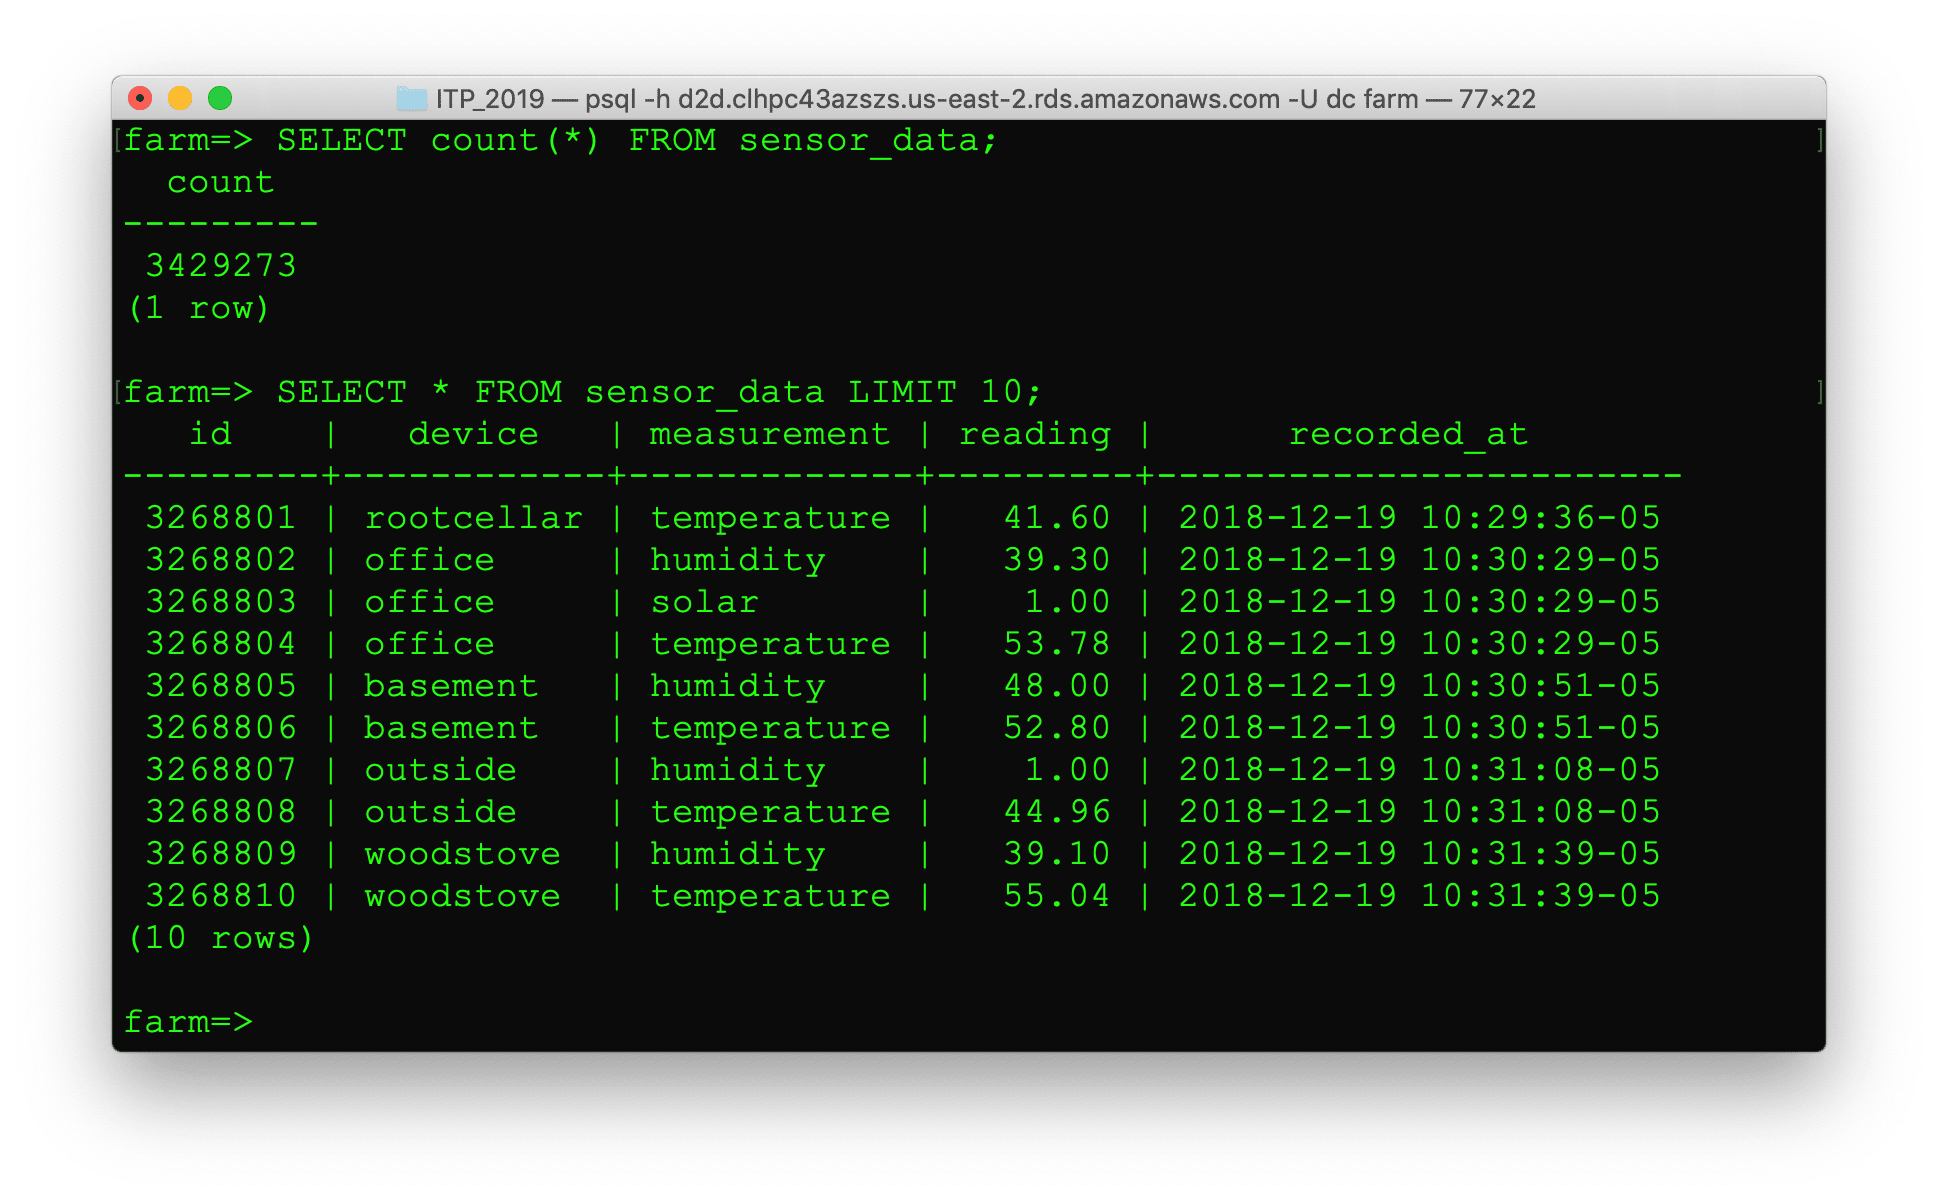 ITP_2019 — psql -h d2d.clhpc43azszs.us-east-2.rds.amazonaws.com -U dc farm — 77×22
[farm=> SELECT count(*) FROM sensor_data; ]
  count
---------
 3429273
(1 row)
[farm=> SELECT * FROM sensor_data LIMIT 10; ]
   id    |   device   | measurement | reading |      recorded_at
---------+------------+-------------+---------+------------------------
 3268801 | rootcellar | temperature |   41.60 | 2018-12-19 10:29:36-05
 3268802 | office     | humidity    |   39.30 | 2018-12-19 10:30:29-05
 3268803 | office     | solar       |    1.00 | 2018-12-19 10:30:29-05
 3268804 | office     | temperature |   53.78 | 2018-12-19 10:30:29-05
 3268805 | basement   | humidity    |   48.00 | 2018-12-19 10:30:51-05
 3268806 | basement   | temperature |   52.80 | 2018-12-19 10:30:51-05
 3268807 | outside    | humidity    |    1.00 | 2018-12-19 10:31:08-05
 3268808 | outside    | temperature |   44.96 | 2018-12-19 10:31:08-05
 3268809 | woodstove  | humidity    |   39.10 | 2018-12-19 10:31:39-05
 3268810 | woodstove  | temperature |   55.04 | 2018-12-19 10:31:39-05
(10 rows)
farm=>